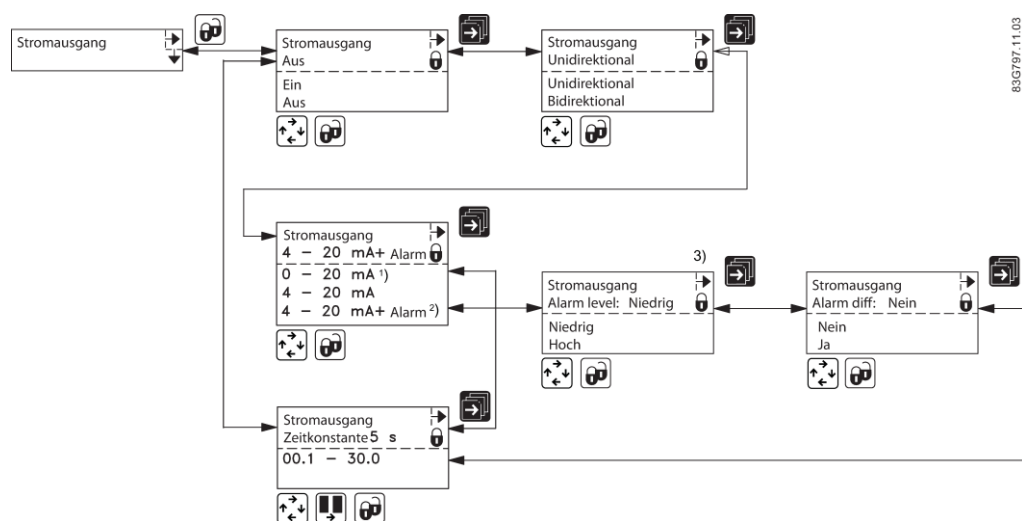 83G797.11.03
Stromausgang
Stromausgang
Aus
Ein
Aus
Stromausgang
Unidirektional
Unidirektional
Bidirektional
Stromausgang
4 – 20 mA+ Alarm
0 – 20 mA ¹)
4 – 20 mA
4 – 20 mA+ Alarm ²)
3)
Stromausgang
Alarm level: Niedrig
Niedrig
Hoch
Stromausgang
Alarm diff: Nein
Nein
Ja
Stromausgang
Zeitkonstante 5 s
00.1 – 30.0